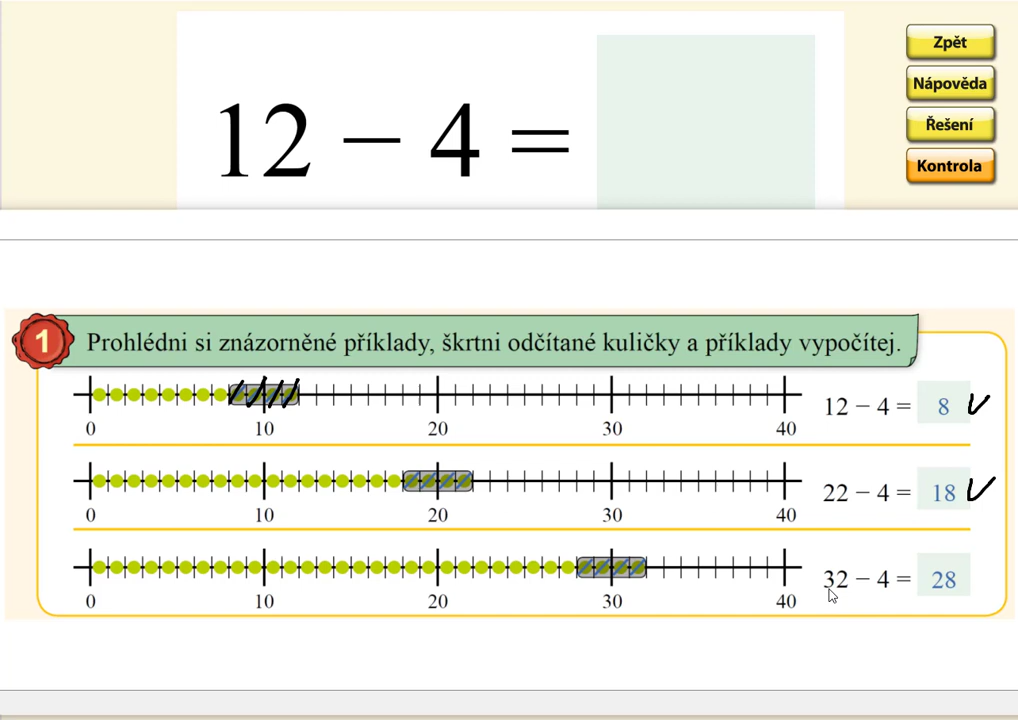 12 − 4 =
Zpět
Nápověda
Řešení
Kontrola
1 Prohlédni si znázorněné příklady, škrtni odčítané kuličky a příklady vypočítej.
0 10 20 30 40
12 − 4 = 8
0 10 20 30 40
22 − 4 = 18
0 10 20 30 40
32 − 4 = 28